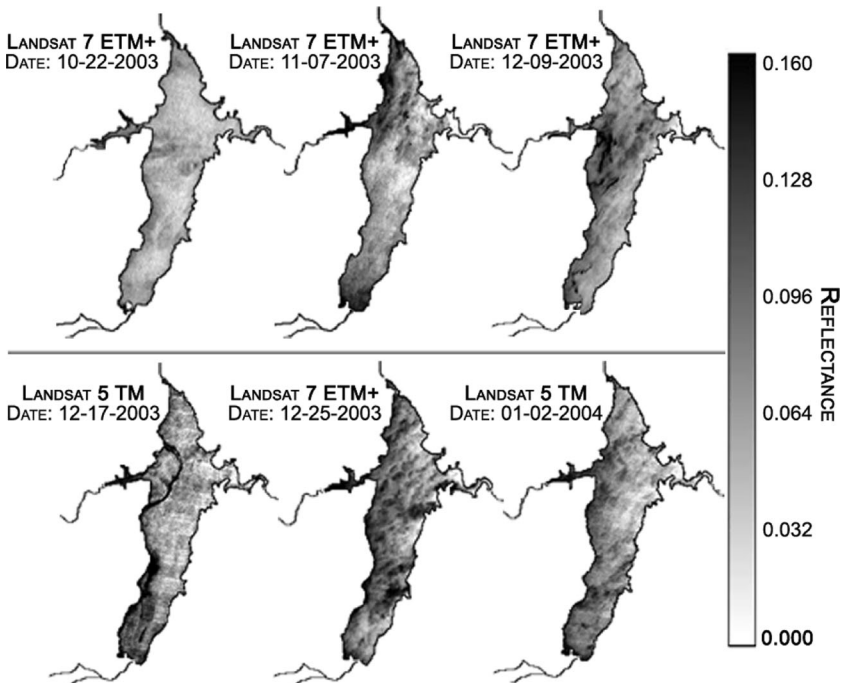 LANDSAT 7 ETM+
DATE: 10-22-2003
LANDSAT 7 ETM+
DATE: 11-07-2003
LANDSAT 7 ETM+
DATE: 12-09-2003
LANDSAT 5 TM
DATE: 12-17-2003
LANDSAT 7 ETM+
DATE: 12-25-2003
LANDSAT 5 TM
DATE: 01-02-2004
0.160
0.128
0.096
0.064
0.032
0.000
REFLECTANCE